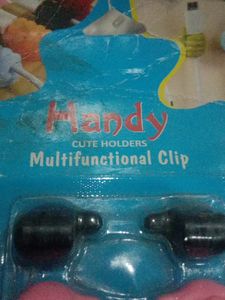 Handy
CUTE HOLDERS
Multifunctional Clip